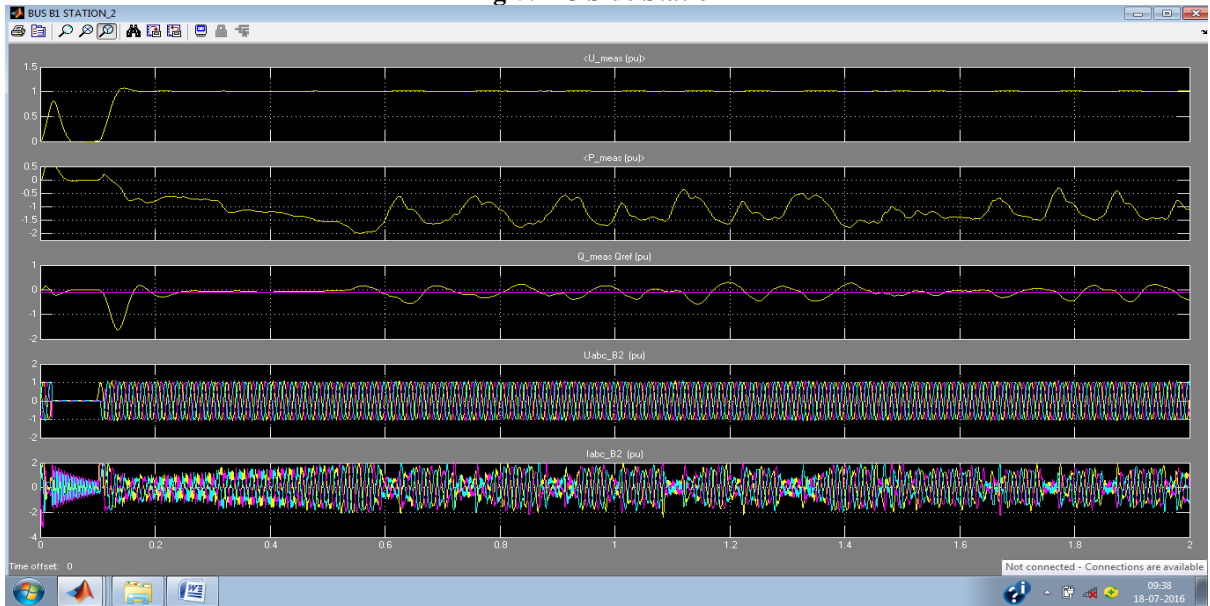 BUS B1 STATION_2
<U_meas (pu)>
1.5
1
0.5
0
<P_meas (pu)>
0.5
0
-0.5
-1
-1.5
-2
Q_meas Qref (pu)
1
0
-1
-2
Uabc_B2 (pu)
2
1
0
-1
-2
Iabc_B2 (pu)
2
0
-2
-4
0 0.2 0.4 0.6 0.8 1 1.2 1.4 1.6 1.8 2
Time offset: 0
Not connected - Connections are available
09:38
18-07-2016